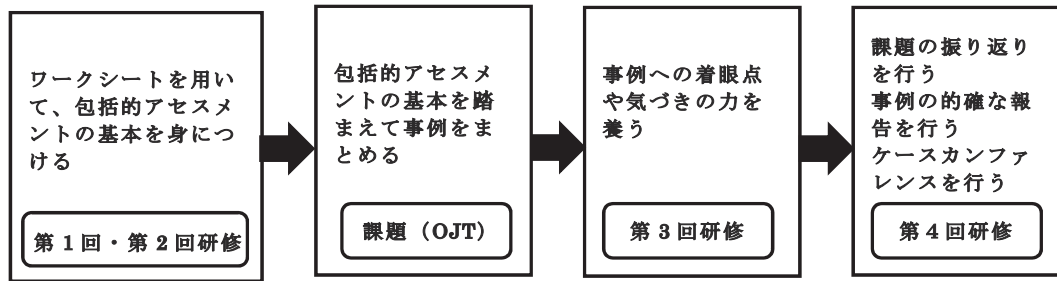 ワークシートを用い
て、包括的アセスメ
ントの基本を身につ
ける
第1回・第2回研修
包括的アセスメ
ントの基本を踏
まえて事例をま
とめる
課題（OJT）
事例への着眼点
や気づきの力を
養う
第3回研修
課題の振り返り
を行う
事例の的確な報
告を行う
ケースカンファ
レンスを行う
第4回研修